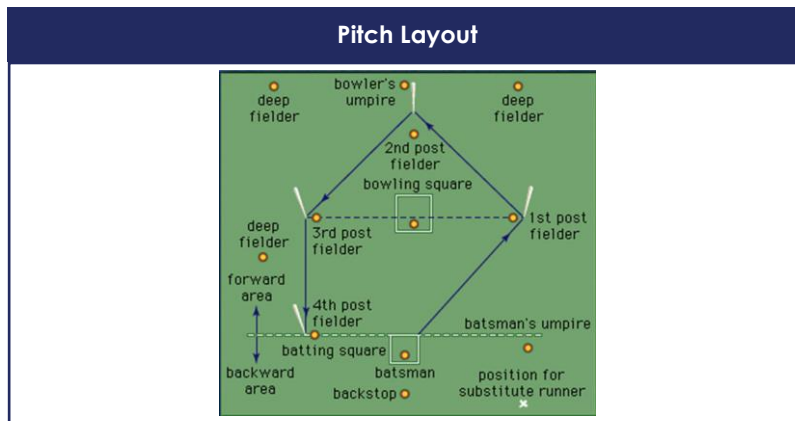 Pitch Layout
bowler's
umpire
deep
fielder
deep
fielder
2nd post
fielder
bowling square
3rd post
fielder
1st post
fielder
deep
fielder
forward
area
4th post
fielder
batsman's umpire
batting square
batsman
backward
area
position for
substitute runner
backstop